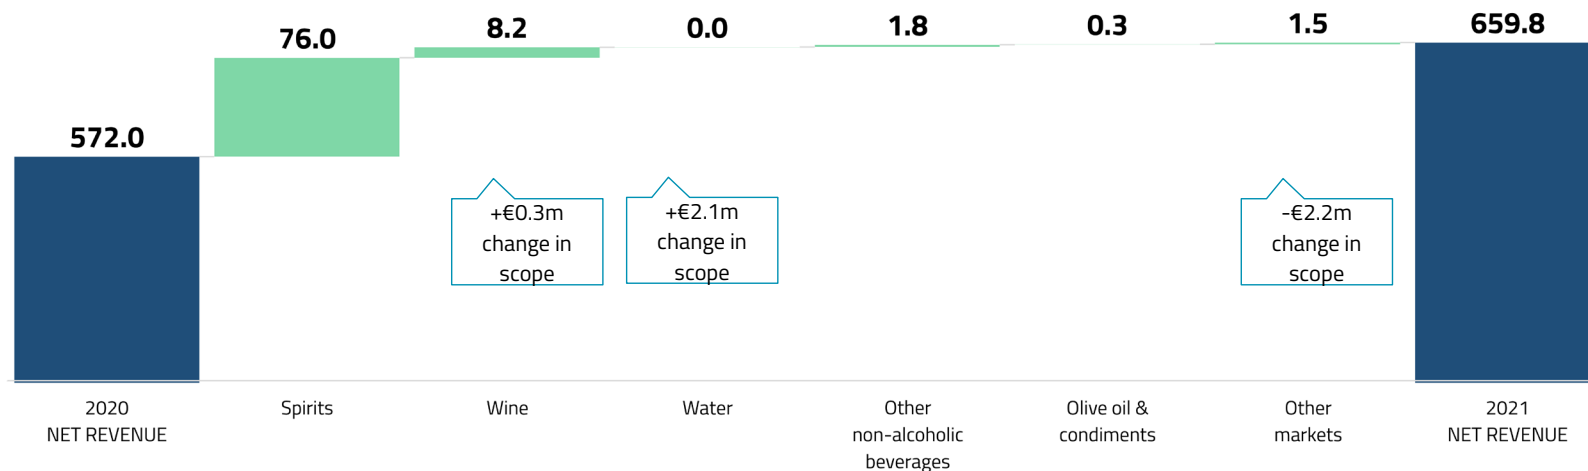 572.0
76.0
8.2
0.0
1.8
0.3
1.5
659.8
+€0.3m
change in
scope
+€2.1m
change in
scope
-€2.2m
change in
scope
2020
NET REVENUE
Spirits
Wine
Water
Other
non-alcoholic
beverages
Olive oil &
condiments
Other
markets
2021
NET REVENUE